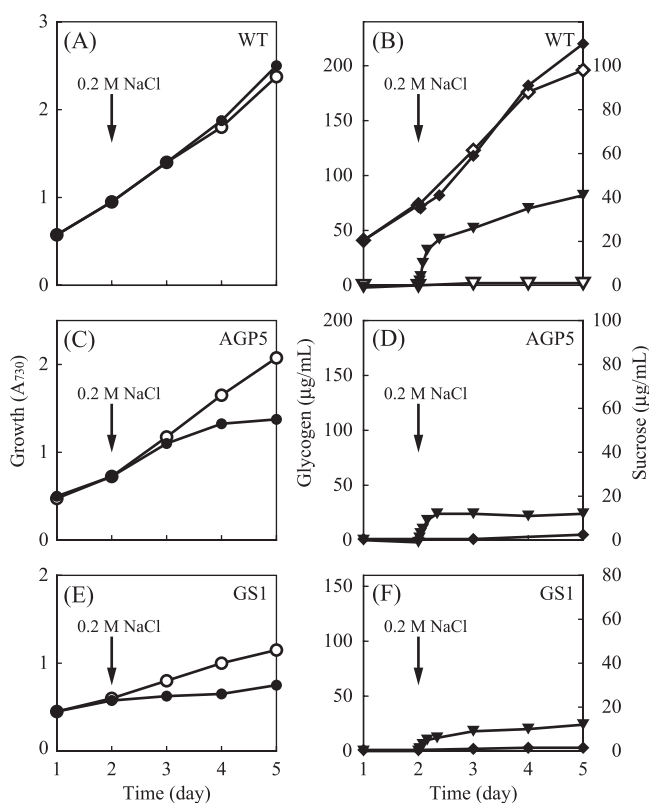 (A) WT
0.2 M NaCl
3
2
1
0
(B) WT
0.2 M NaCl
200
150
100
50
0
100
80
60
40
20
0
(C) AGP5
0.2 M NaCl
2
1
0
Growth (A730)
(D) AGP5
0.2 M NaCl
200
150
100
50
0
Glycogen (μg/mL)
100
80
60
40
20
0
Sucrose (μg/mL)
(E) GS1
0.2 M NaCl
2
1
0
1 2 3 4 5
Time (day)
(F) GS1
0.2 M NaCl
150
100
50
0
80
60
40
20
0
1 2 3 4 5
Time (day)